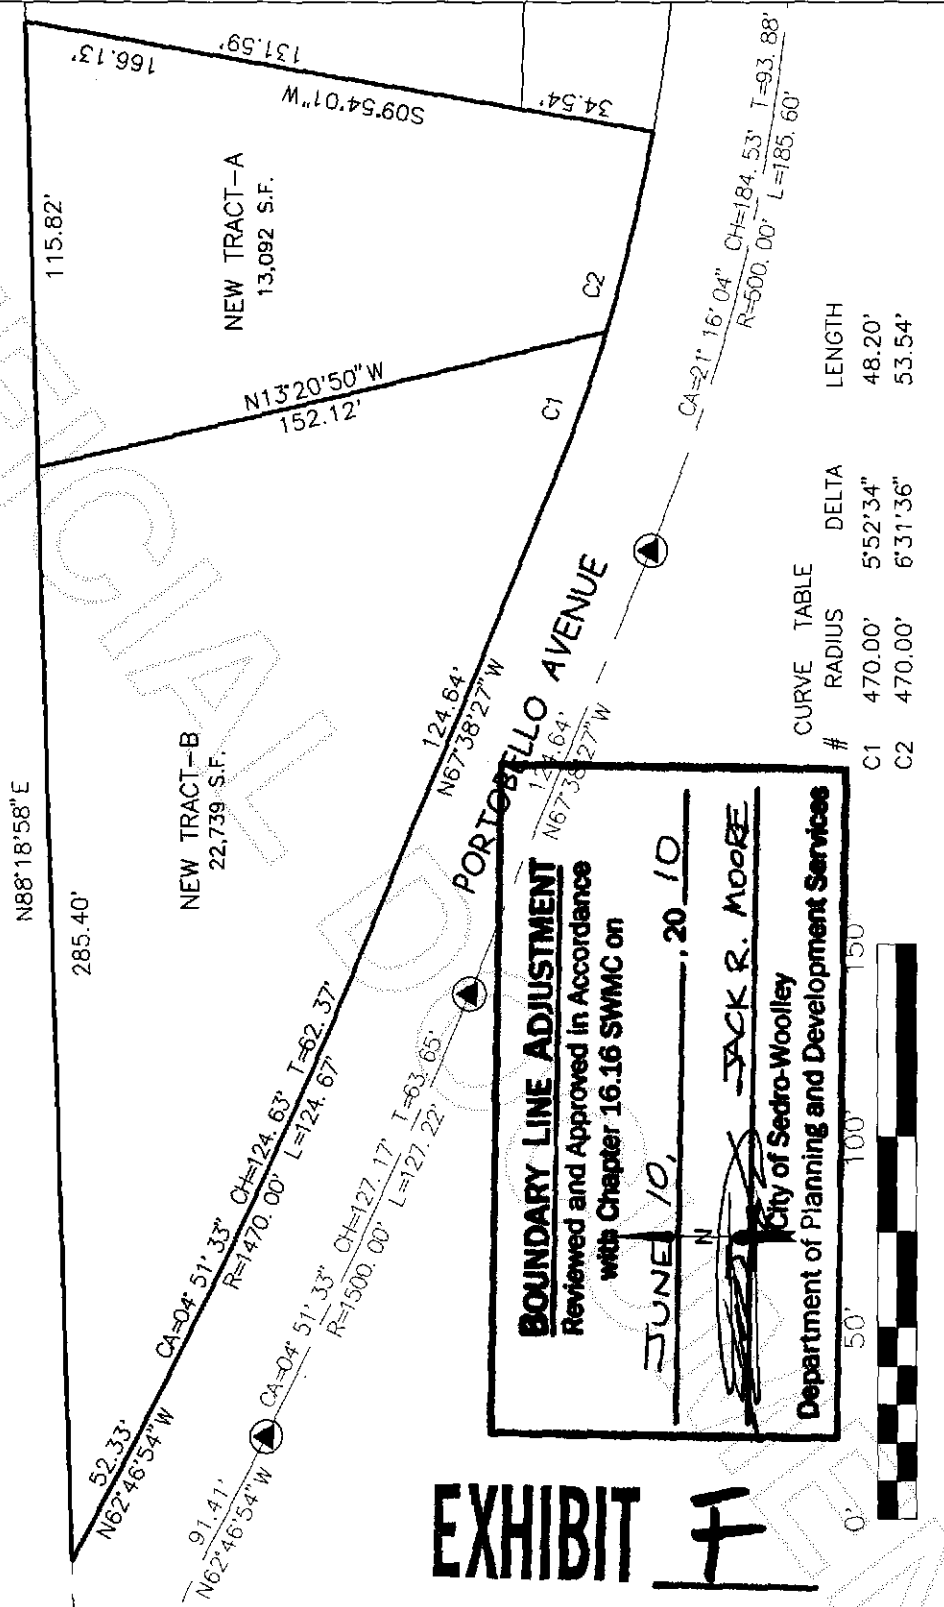 N88°18'58"E
285.40'
115.82'
166.13'
131.59'
S09°54'01"W
34.54'
NEW TRACT-A
13,092 S.F.
NEW TRACT-B
22,739 S.F.
N13°20'50"W
152.12'
C1
C2
52.33'
N62°46'54"W
CA=04° 51' 33" CH=124. 63' T=62. 37'
R=1470. 00' L=124. 67'
124.64'
N67°38'27"W
PORTOBELLO AVENUE
91.41'
N62°46'54"W
CA=04° 51' 33" CH=127. 17' T=63. 65'
R=1500. 00' L=127. 22'
124.64'
N67°38'27"W
CA=21° 16' 04" CH=184. 53' T=93. 88'
R=500. 00' L=185. 60'
CURVE TABLE
# RADIUS DELTA LENGTH
C1 470.00' 5°52'34" 48.20'
C2 470.00' 6°31'36" 53.54'
BOUNDARY LINE ADJUSTMENT
Reviewed and Approved in Accordance
with Chapter 16.16 SWMC on
JUNE 10, , 20 10
N
JACK R. MOORE
City of Sedro-Woolley
Department of Planning and Development Services
0' 50' 100' 150'
EXHIBIT F